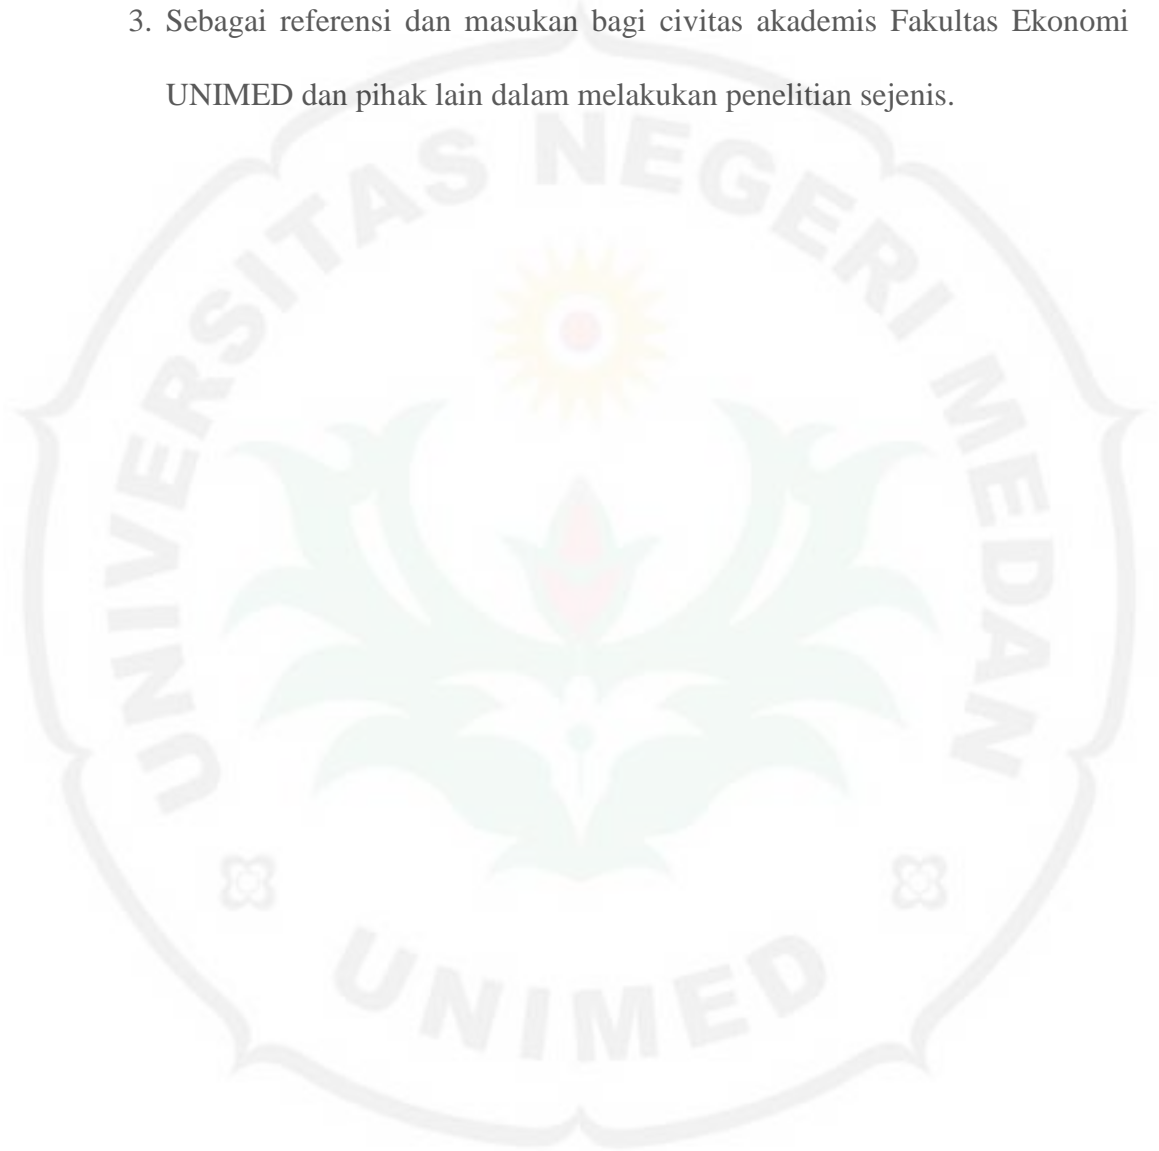 3. Sebagai referensi dan masukan bagi civitas akademis Fakultas Ekonomi
UNIMED dan pihak lain dalam melakukan penelitian sejenis.
UNIVERSITAS NEGERI MEDAN
UNIMED